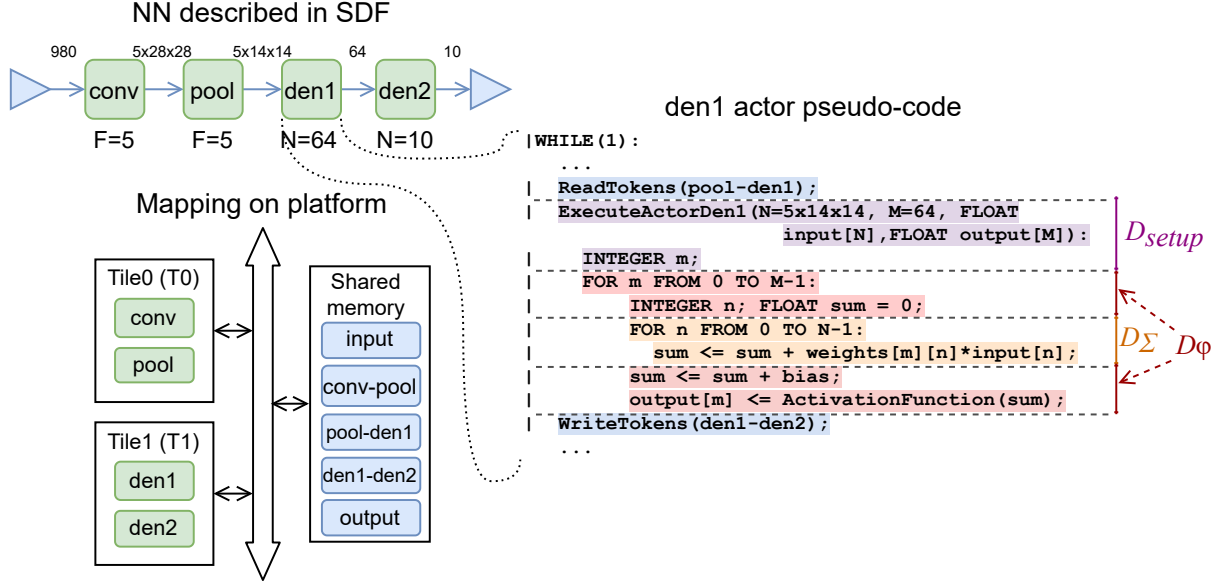 NN described in SDF
980 5x28x28 5x14x14 64 10
conv pool den1 den2
F=5 F=5 N=64 N=10
Mapping on platform
Tile0 (T0)
conv
pool
Tile1 (T1)
den1
den2
Shared
memory
input
conv-pool
pool-den1
den1-den2
output
den1 actor pseudo-code
WHILE(1):
...
ReadTokens(pool-den1);
ExecuteActorDen1(N=5x14x14, M=64, FLOAT
input[N],FLOAT output[M]):
INTEGER m;
FOR m FROM 0 TO M-1:
INTEGER n; FLOAT sum = 0;
FOR n FROM 0 TO N-1:
sum <= sum + weights[m][n]*input[n];
sum <= sum + bias;
output[m] <= ActivationFunction(sum);
WriteTokens(den1-den2);
...
Dsetup
DΣ
Dφ